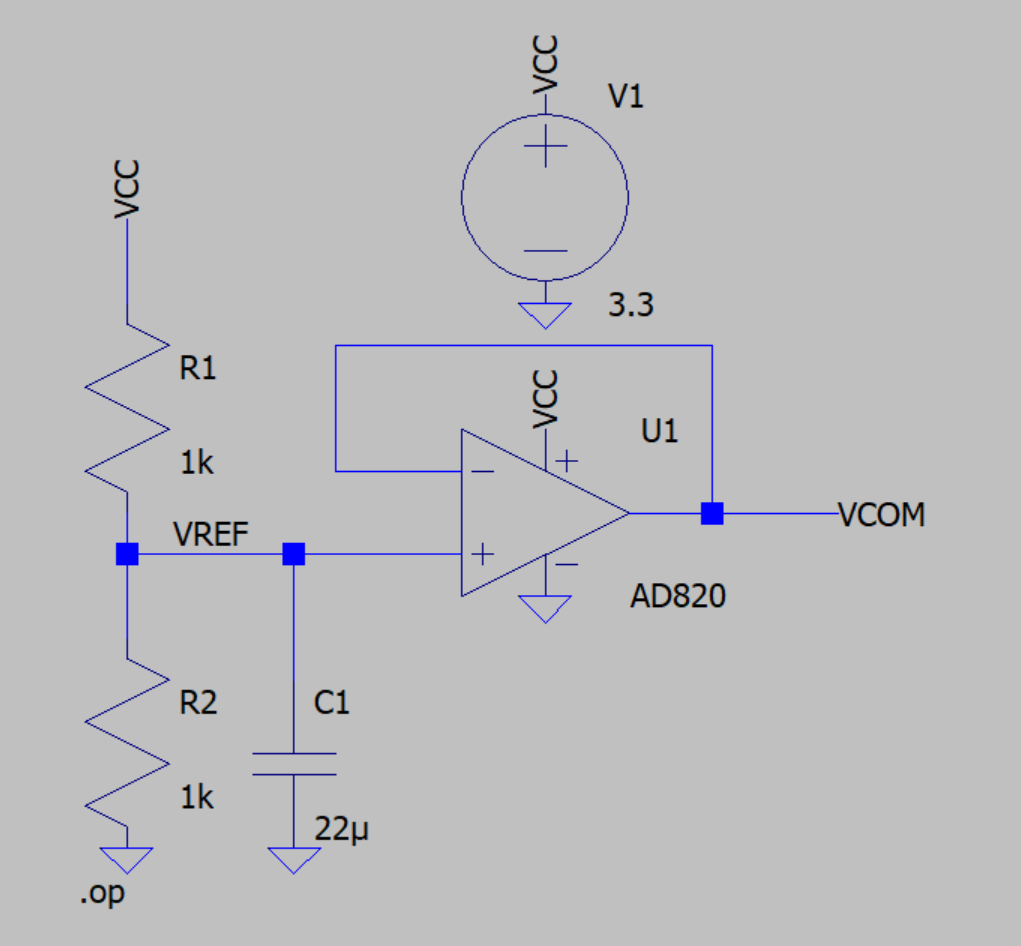 VCC
V1
VCC
3.3
R1
VCC
U1
1k
VREF
VCOM
AD820
R2
C1
1k
22µ
.op